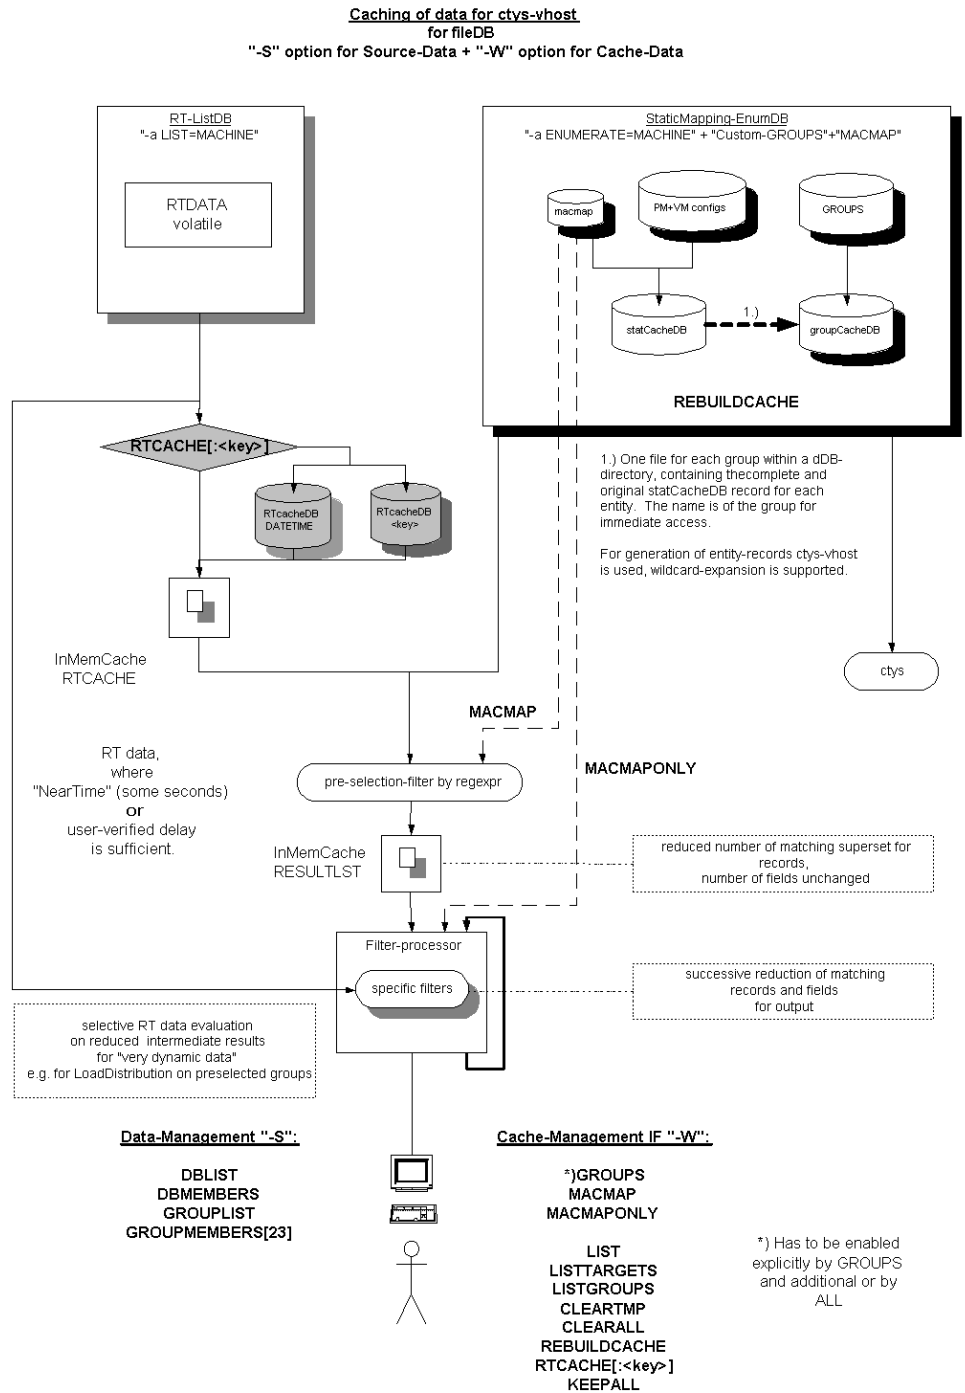 Caching of data for ctys-vhost
for fileDB
"-S" option for Source-Data + "-W" option for Cache-Data
RT-ListDB
"-a LIST=MACHINE"
RTDATA
volatile
StaticMapping-EnumDB
"-a ENUMERATE=MACHINE" + "Custom-GROUPS"+"MACMAP"
macmap
PM+VM configs
GROUPS
statCacheDB
1.)
groupCacheDB
REBUILDCACHE
RTCACHE[:<key>]
RTcacheDB
DATETIME
RTcacheDB
<key>
1.) One file for each group within a dDB-
directory, containing thecomplete and
original statCacheDB record for each
entity.  The name is of the group for
immediate access.
For generation of entity-records ctys-vhost
is used, wildcard-expansion is supported.
InMemCache
RTCACHE
ctys
MACMAP
RT data,
where
"NearTime" (some seconds)
or
user-verified delay
is sufficient.
MACMAPONLY
pre-selection-filter by regexpr
InMemCache
RESULTLST
reduced number of matching superset for
records,
number of fields unchanged
Filter-processor
specific filters
successive reduction of matching
records and fields
for output
selective RT data evaluation
on reduced  intermediate results
for "very dynamic data"
e.g. for LoadDistribution on preselected groups
Data-Management "-S":
DBLIST
DBMEMBERS
GROUPLIST
GROUPMEMBERS[23]
Cache-Management IF "-W":
*)GROUPS
MACMAP
MACMAPONLY
LIST
LISTTARGETS
LISTGROUPS
CLEARTMP
CLEARALL
REBUILDCACHE
RTCACHE[:<key>]
KEEPALL
*) Has to be enabled
explicitly by GROUPS
and additional or by
ALL